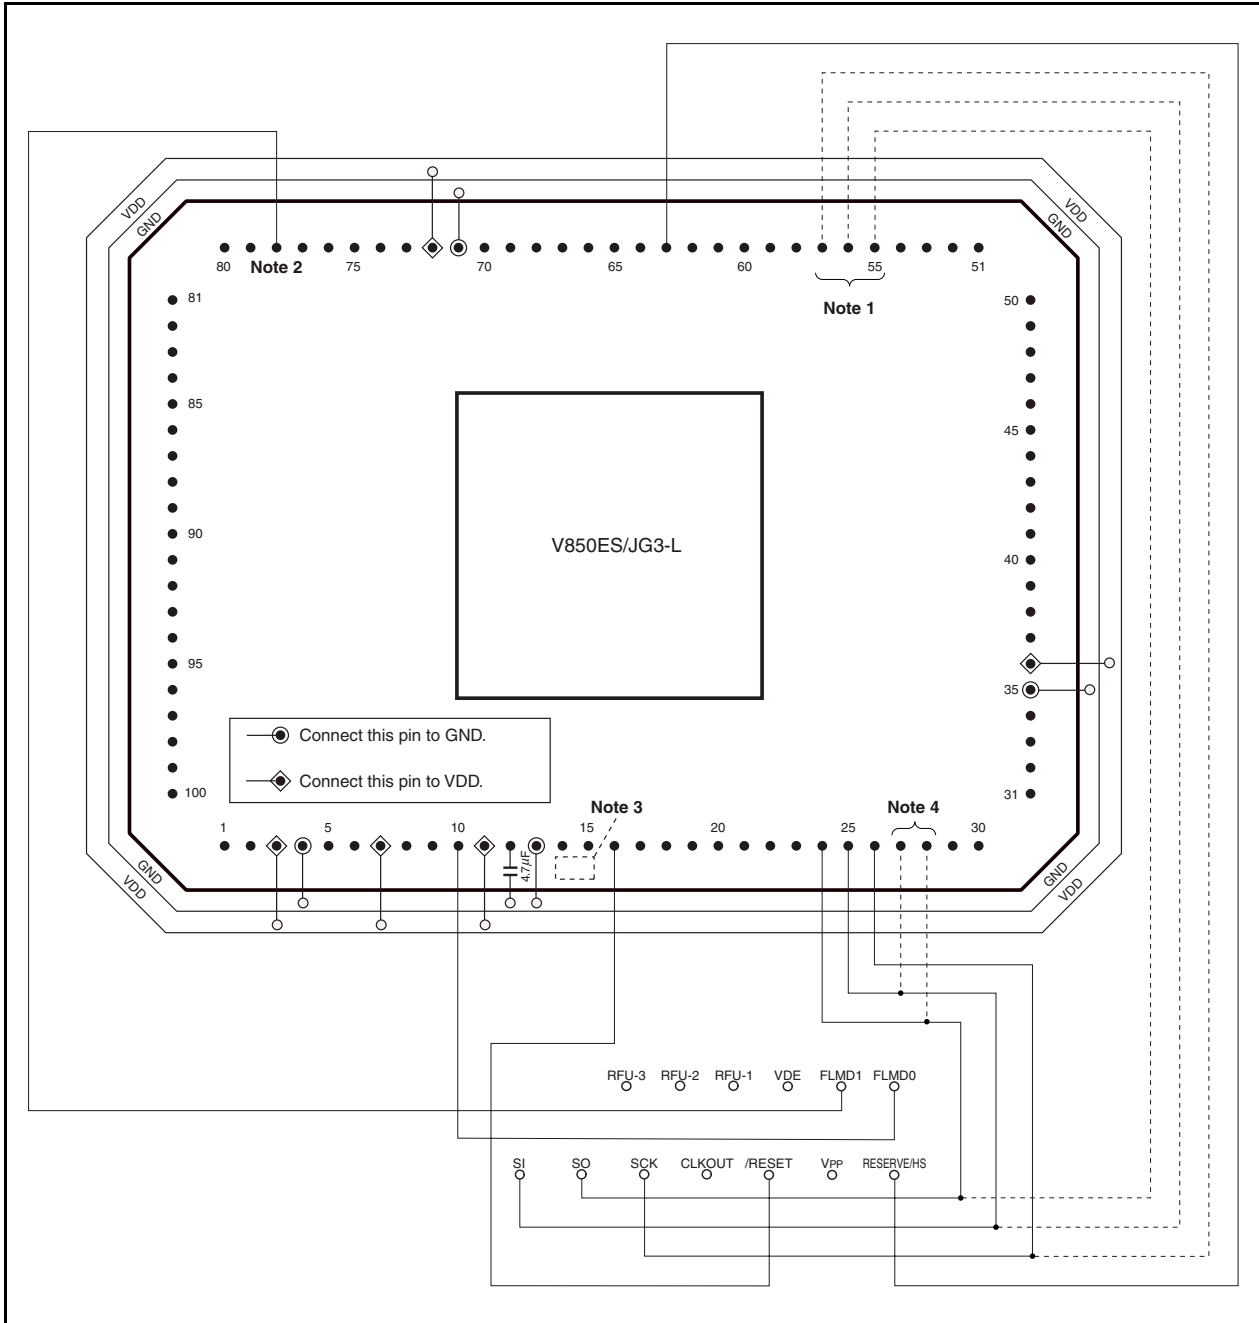 VDD
GND
VDD
GND
80
Note 2
75
70
65
60
55
51
Note 1
81
50
85
45
90
V850ES/JG3-L
40
95
35
Connect this pin to GND.
Connect this pin to VDD.
100
31
Note 3
Note 4
1
5
10
15
20
25
30
4.7μF
GND
VDD
GND
VDD
RFU-3
RFU-2
RFU-1
VDE
FLMD1
FLMD0
SI
SO
SCK
CLKOUT
/RESET
VPP
RESERVE/HS